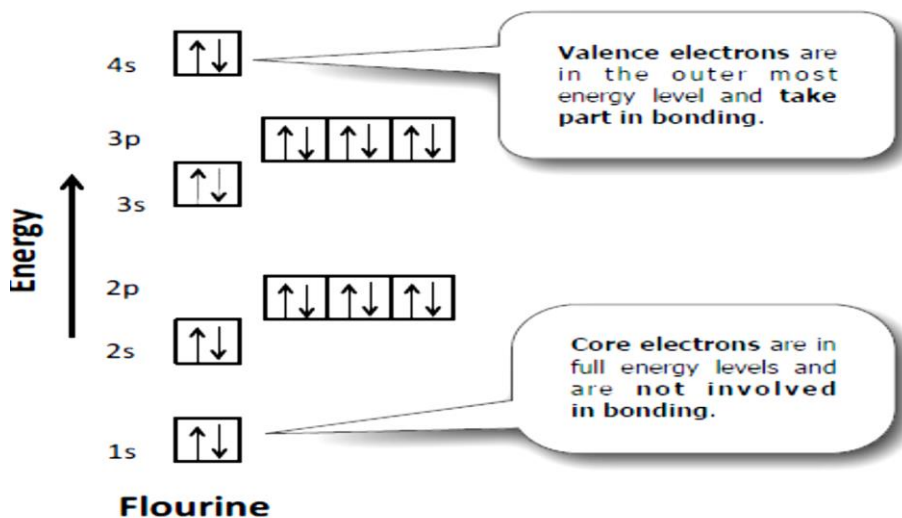 4s
Valence electrons are
in the outer most
energy level and take
part in bonding.
3p
3s
Energy
2p
2s
Core electrons are in
full energy levels and
are not involved
in bonding.
1s
Flourine